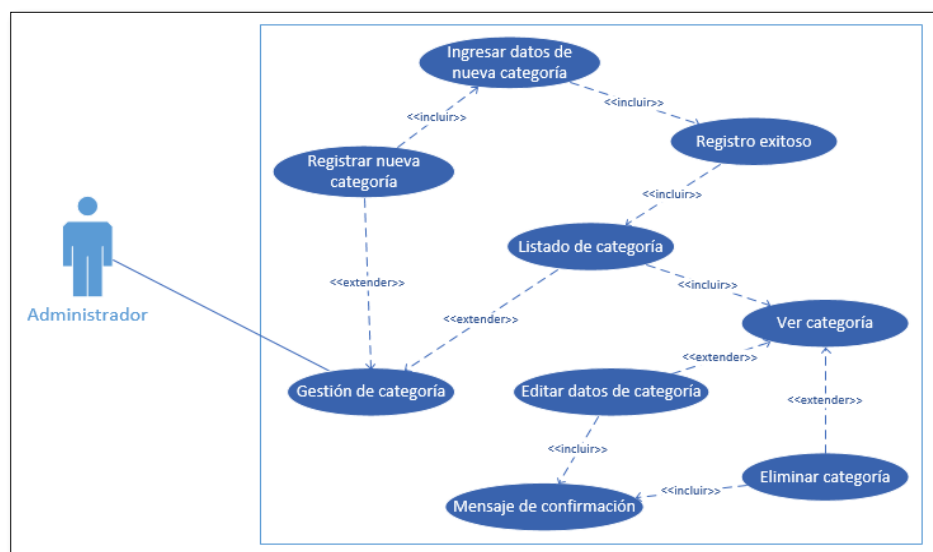 Ingresar datos de
nueva categoría
<<incluir>>
<<incluir>>
Registro exitoso
Registrar nueva
categoría
<<incluir>>
Listado de categoría
<<extender>>
<<incluir>>
Administrador
<<extender>>
Ver categoría
<<extender>>
Gestión de categoría
Editar datos de categoría
<<extender>>
<<incluir>>
Eliminar categoría
<<incluir>>
Mensaje de confirmación